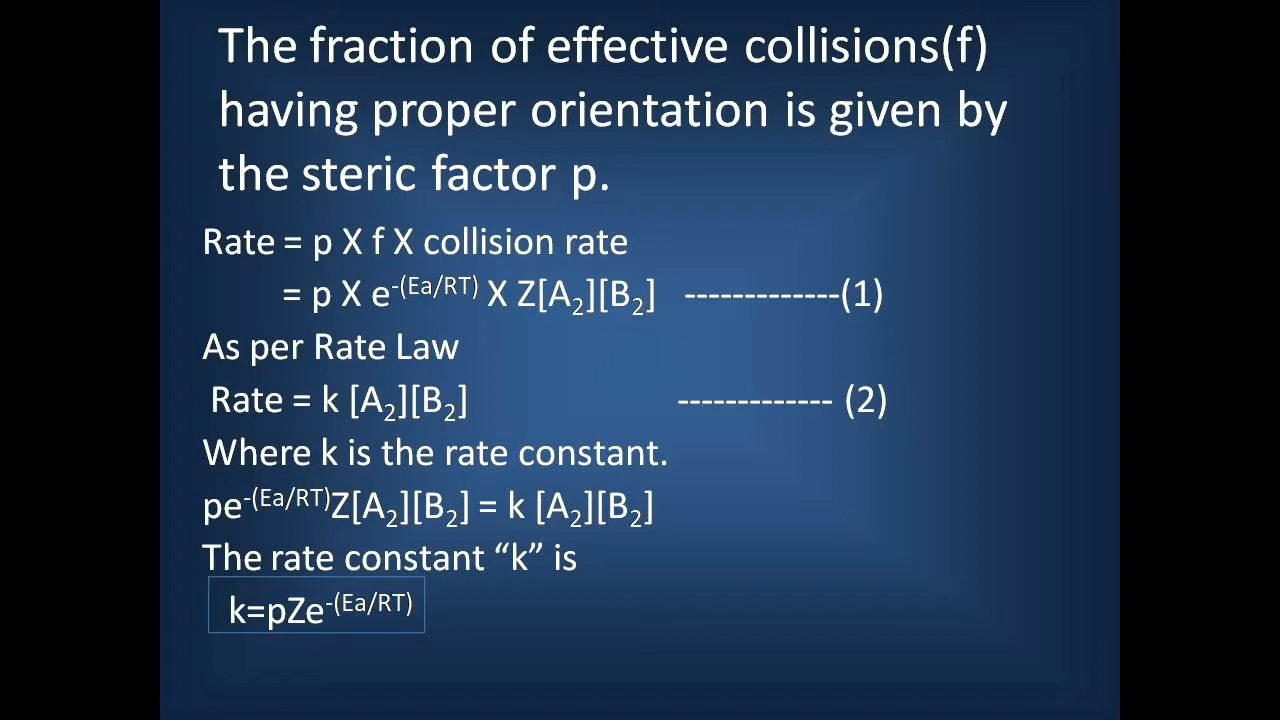 The fraction of effective collisions(f)
having proper orientation is given by
the steric factor p.
Rate = p X f X collision rate
= p X e-(Ea/RT) X Z[A2][B2] -------------(1)
As per Rate Law
Rate = k [A2][B2] ------------- (2)
Where k is the rate constant.
pe-(Ea/RT)Z[A2][B2] = k [A2][B2]
The rate constant “k” is
k=pZe-(Ea/RT)